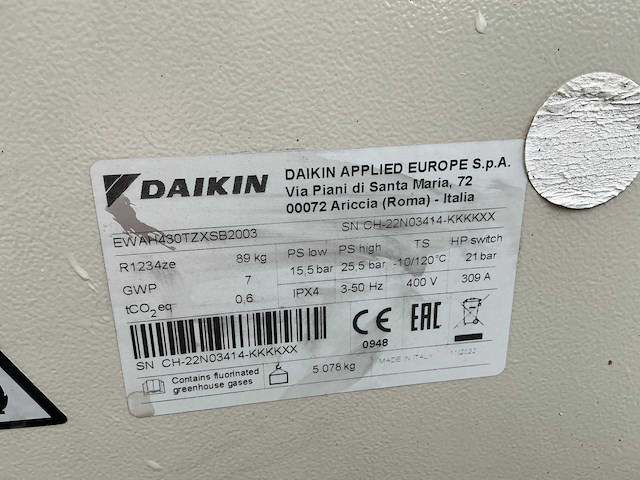 DAIKIN
DAIKIN APPLIED EUROPE S.p.A.
Via Piani di Santa Maria, 72
00072 Ariccia (Roma) - Italia
EWAH430TZXSB2003
SN CH-22N03414-KKKKXX
R1234ze 89 kg
GWP 7
tCO2eq 0,6
PS low PS high TS HP switch
15,5 bar 25,5 bar -10/120°C 21 bar
IPX4 3-50 Hz 400 V 309 A
SN CH-22N03414-KKKKXX
CE
0948
EAC
Contains fluorinated
greenhouse gases
5.078 kg
MADE IN ITALY 11/2022